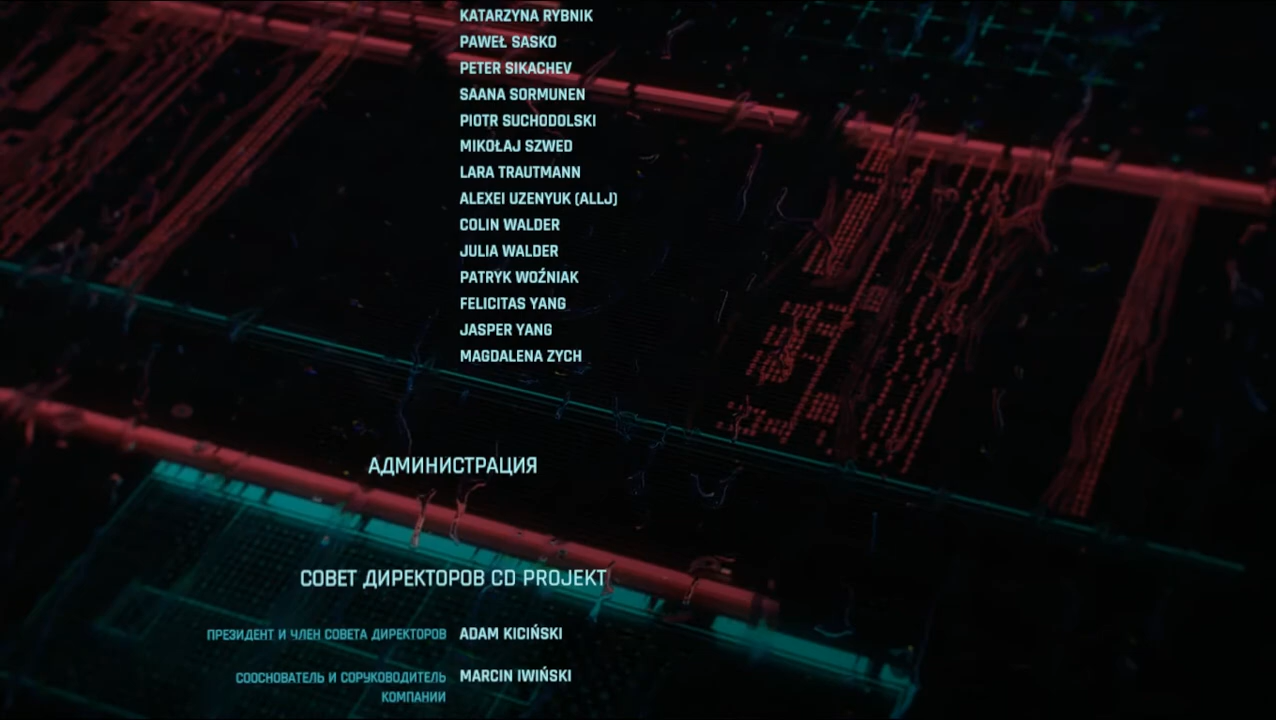 KATARZYNA RYBNIK
PAWEŁ SASKO
PETER SIKACHEV
SAANA SORMUNEN
PIOTR SUCHODOLSKI
MIKOŁAJ SZWED
LARA TRAUTMANN
ALEXEI UZENYUK (ALLJ)
COLIN WALDER
JULIA WALDER
PATRYK WOŹNIAK
FELICITAS YANG
JASPER YANG
MAGDALENA ZYCH
АДМИНИСТРАЦИЯ
СОВЕТ ДИРЕКТОРОВ CD PROJEKT
ПРЕЗИДЕНТ И ЧЛЕН СОВЕТА ДИРЕКТОРОВ ADAM KICIŃSKI
СООСНОВАТЕЛЬ И СОРУКОВОДИТЕЛЬ MARCIN IWIŃSKI
КОМПАНИИ